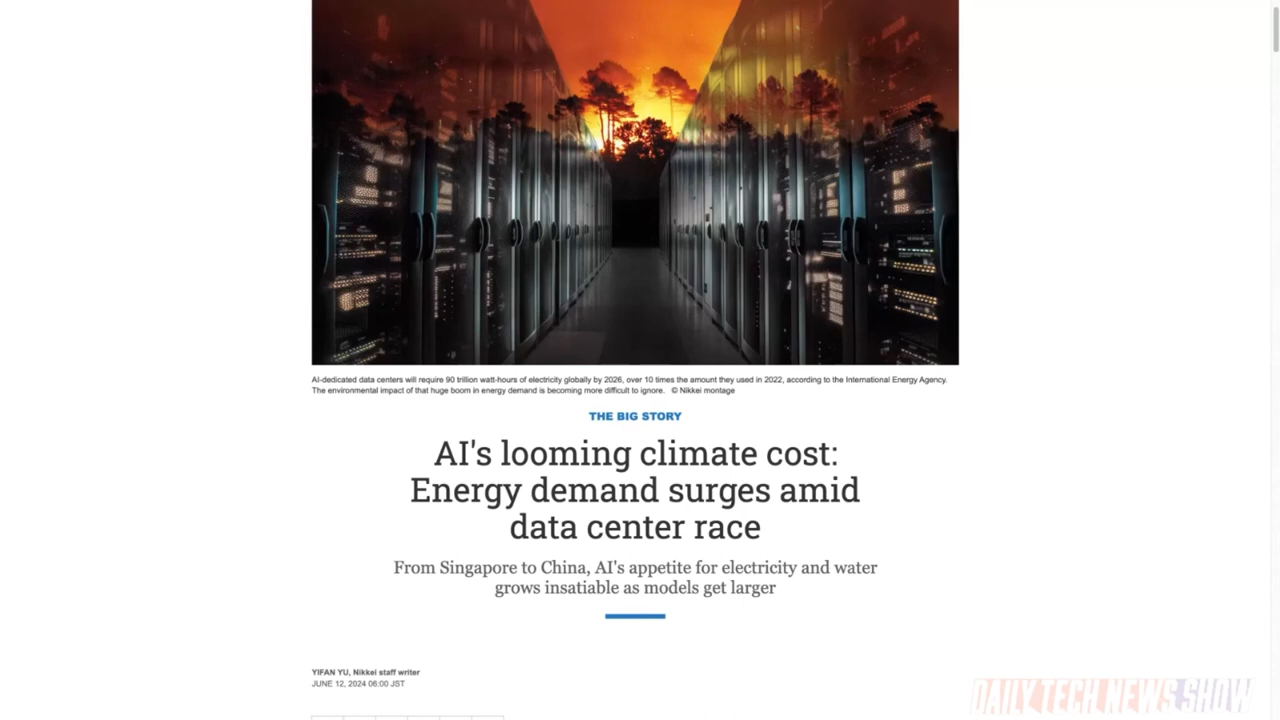 AI-dedicated data centers will require 90 trillion watt-hours of electricity globally by 2026, over 10 times the amount they used in 2022, according to the International Energy Agency.
The environmental impact of that huge boom in energy demand is becoming more difficult to ignore. © Nikkei montage
THE BIG STORY
AI's looming climate cost:
Energy demand surges amid
data center race
From Singapore to China, AI's appetite for electricity and water
grows insatiable as models get larger
YIFAN YU, Nikkei staff writer
JUNE 12, 2024 06:00 JST
DAILY TECH NEWS SHOW